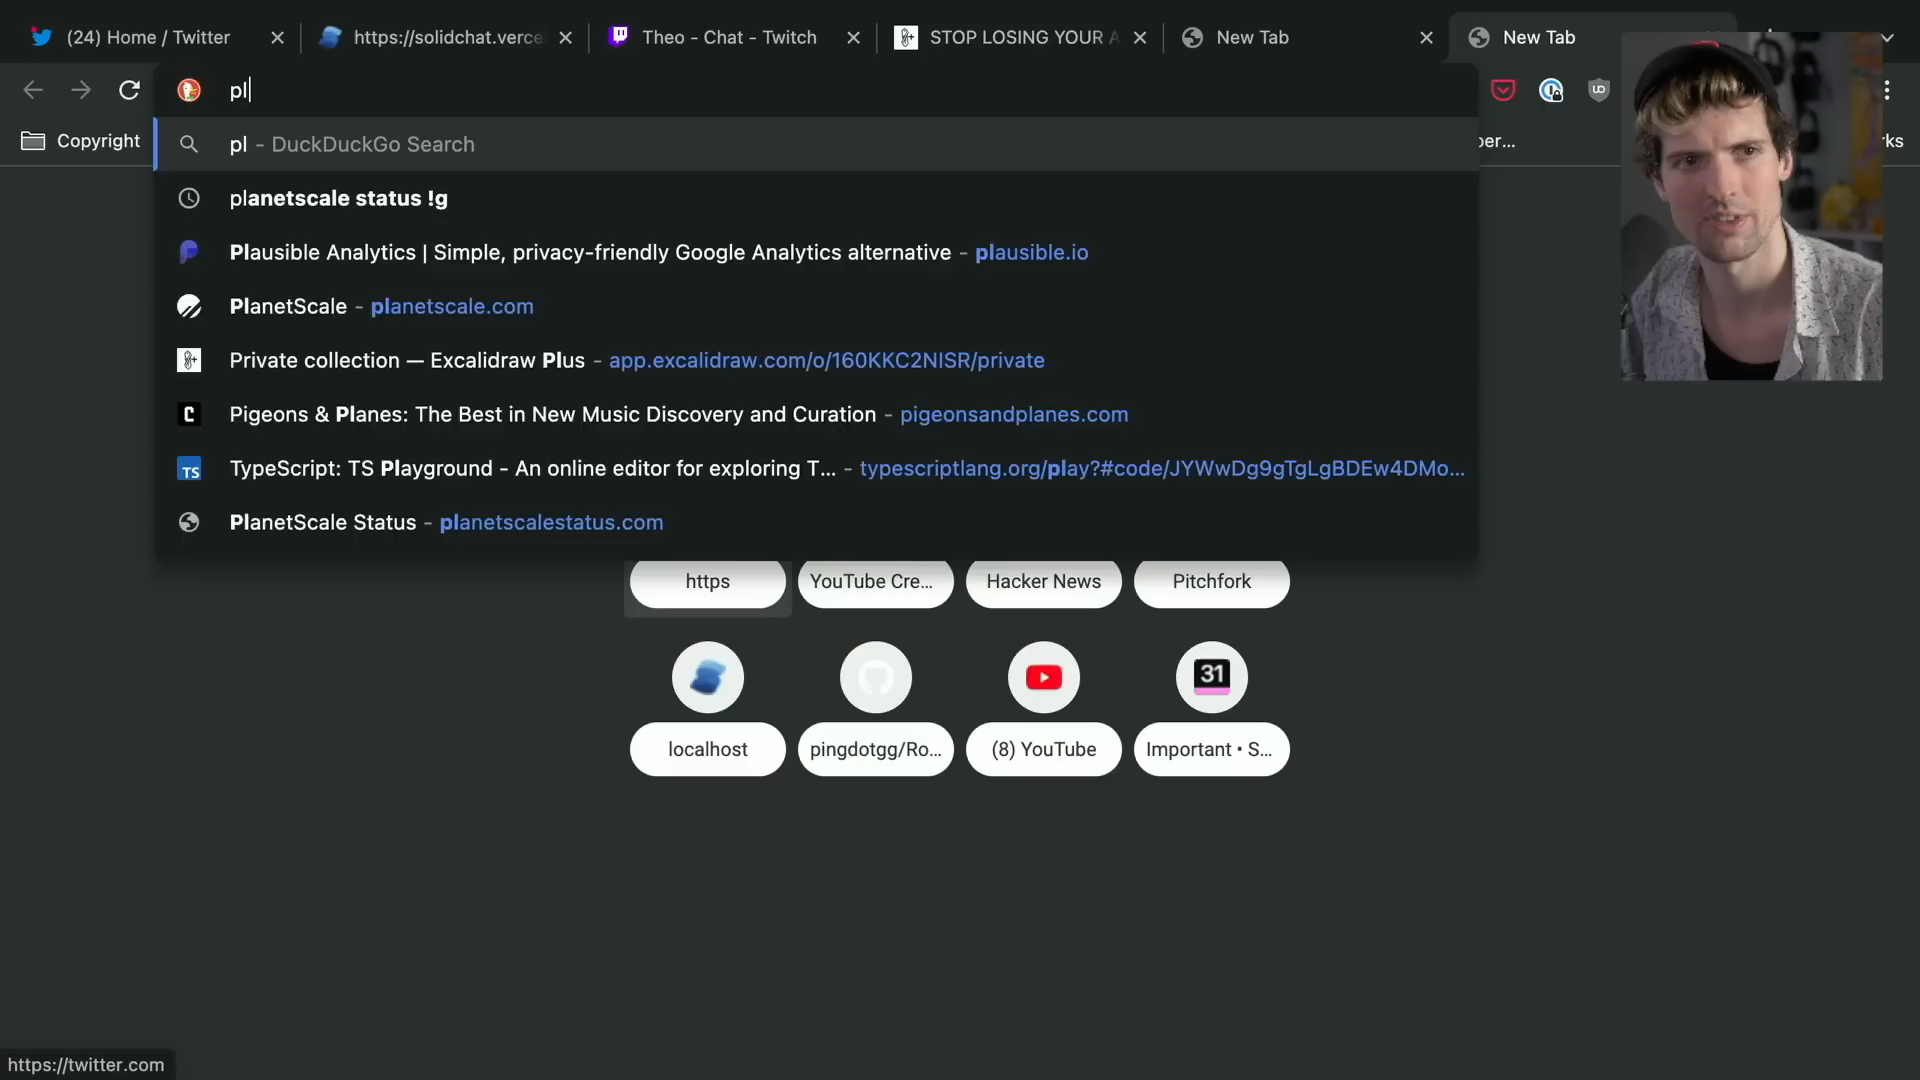 (24) Home / Twitter
https://solidchat.verce
Theo - Chat - Twitch
STOP LOSING YOUR A
New Tab
New Tab
pl
UO
Copyright
per...
rks
pl - DuckDuckGo Search
planetscale status !g
Plausible Analytics | Simple, privacy-friendly Google Analytics alternative - plausible.io
PlanetScale - planetscale.com
Private collection — Excalidraw Plus - app.excalidraw.com/o/160KKC2NISR/private
Pigeons & Planes: The Best in New Music Discovery and Curation - pigeonsandplanes.com
TS
TypeScript: TS Playground - An online editor for exploring T... - typescriptlang.org/play?#code/JYWwDg9gTgLgBDEw4DMo...
PlanetScale Status - planetscalestatus.com
https
YouTube Cre...
Hacker News
Pitchfork
31
localhost
pingdotgg/Ro...
(8) YouTube
Important • S...
https://twitter.com